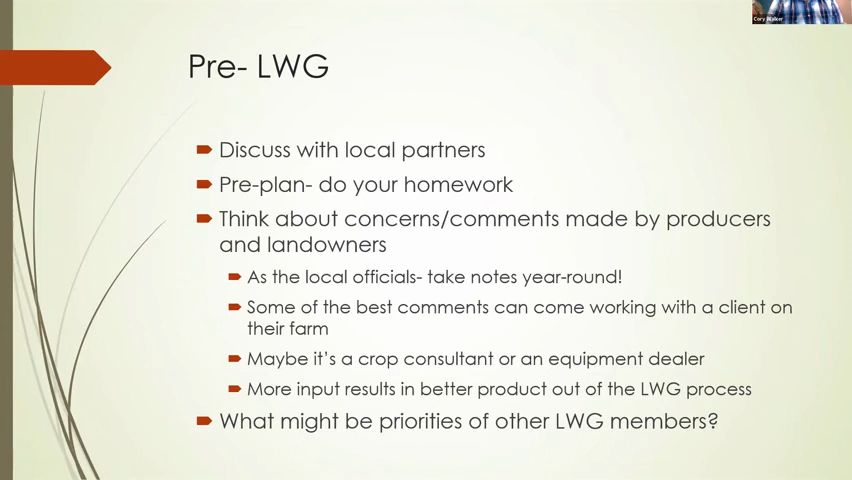 Cory Walker
Pre- LWG
Discuss with local partners
Pre-plan- do your homework
Think about concerns/comments made by producers
and landowners
As the local officials- take notes year-round!
Some of the best comments can come working with a client on
their farm
Maybe it's a crop consultant or an equipment dealer
More input results in better product out of the LWG process
What might be priorities of other LWG members?